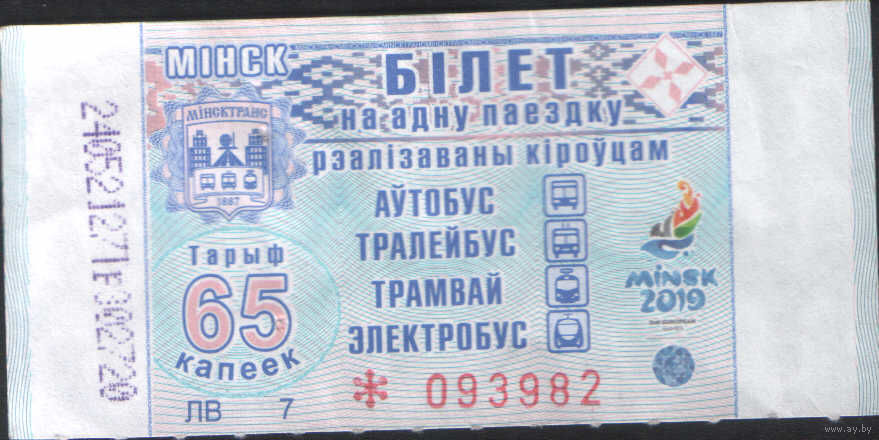 МІНСК
БІЛЕТ
на адну паездку
рэалізаваны кіроўцам
МІНСКТРАНС
1887
АЎТОБУС
ТРАЛЕЙБУС
ТРАМВАЙ
ЭЛЕКТРОБУС
Тарыф
65
капеек
ЛВ 7
093982
MINSK
2019
www.ay.by